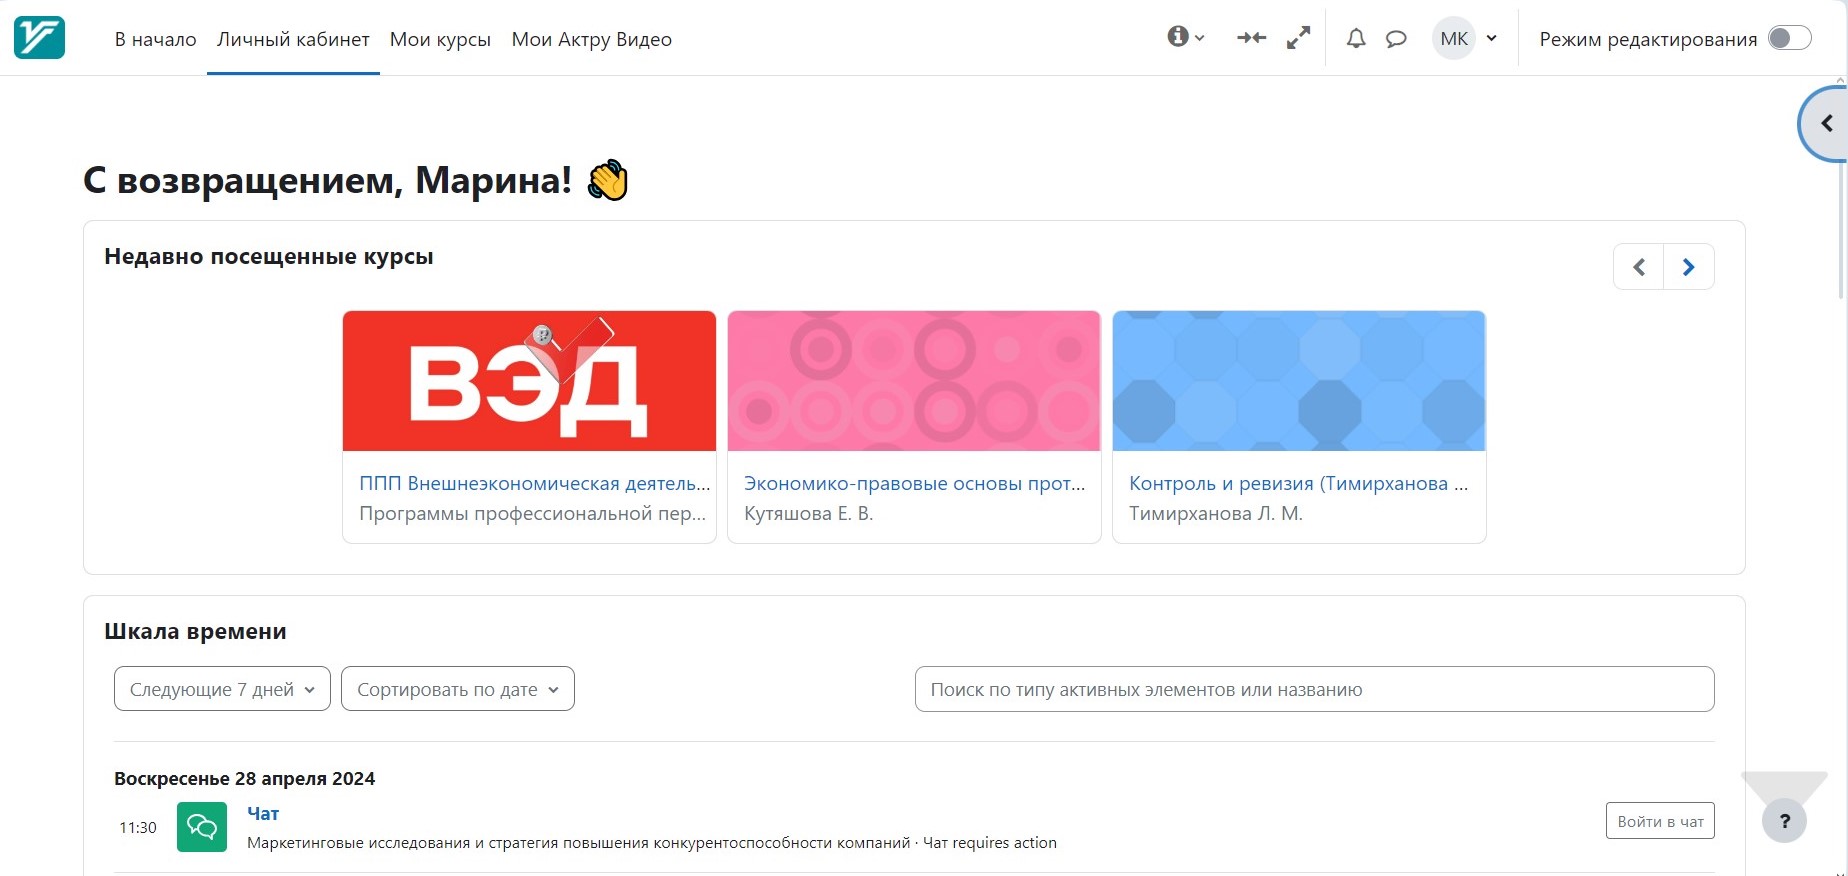 В начало Личный кабинет Мои курсы Мои Актру Видео МК Режим редактирования
С возвращением, Марина!
Недавно посещенные курсы
ВЭД
ППП Внешнеэкономическая деятель...
Программы профессиональной пер...
Экономико-правовые основы прот...
Кутяшова Е. В.
Контроль и ревизия (Тимирханова ...
Тимирханова Л. М.
Шкала времени
Следующие 7 дней Сортировать по дате Поиск по типу активных элементов или названию
Воскресенье 28 апреля 2024
11:30 Чат
Маркетинговые исследования и стратегия повышения конкурентоспособности компаний · Чат requires action
Войти в чат
?